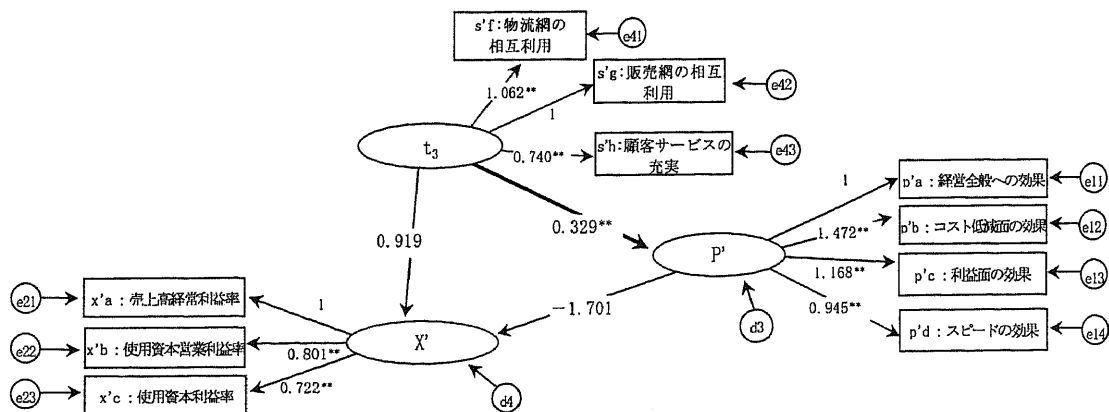 s'f:物流網の
相互利用
e41
s'g:販売網の相互
利用
e42
1.062**
1
t₃
0.740**
s'h:顧客サービスの
充実
e43
0.919
0.329**
P'
d3
1
p'a:経営全般への効果
e11
1.472**
p'b:コスト低減面の効果
e12
1.168**
p'c:利益面の効果
e13
0.945**
p'd:スピードの効果
e14
-1.701
e21
x'a:売上高経常利益率
1
e22
x'b:使用資本営業利益率
0.801**
e23
x'c:使用資本利益率
0.722**
X'
d4